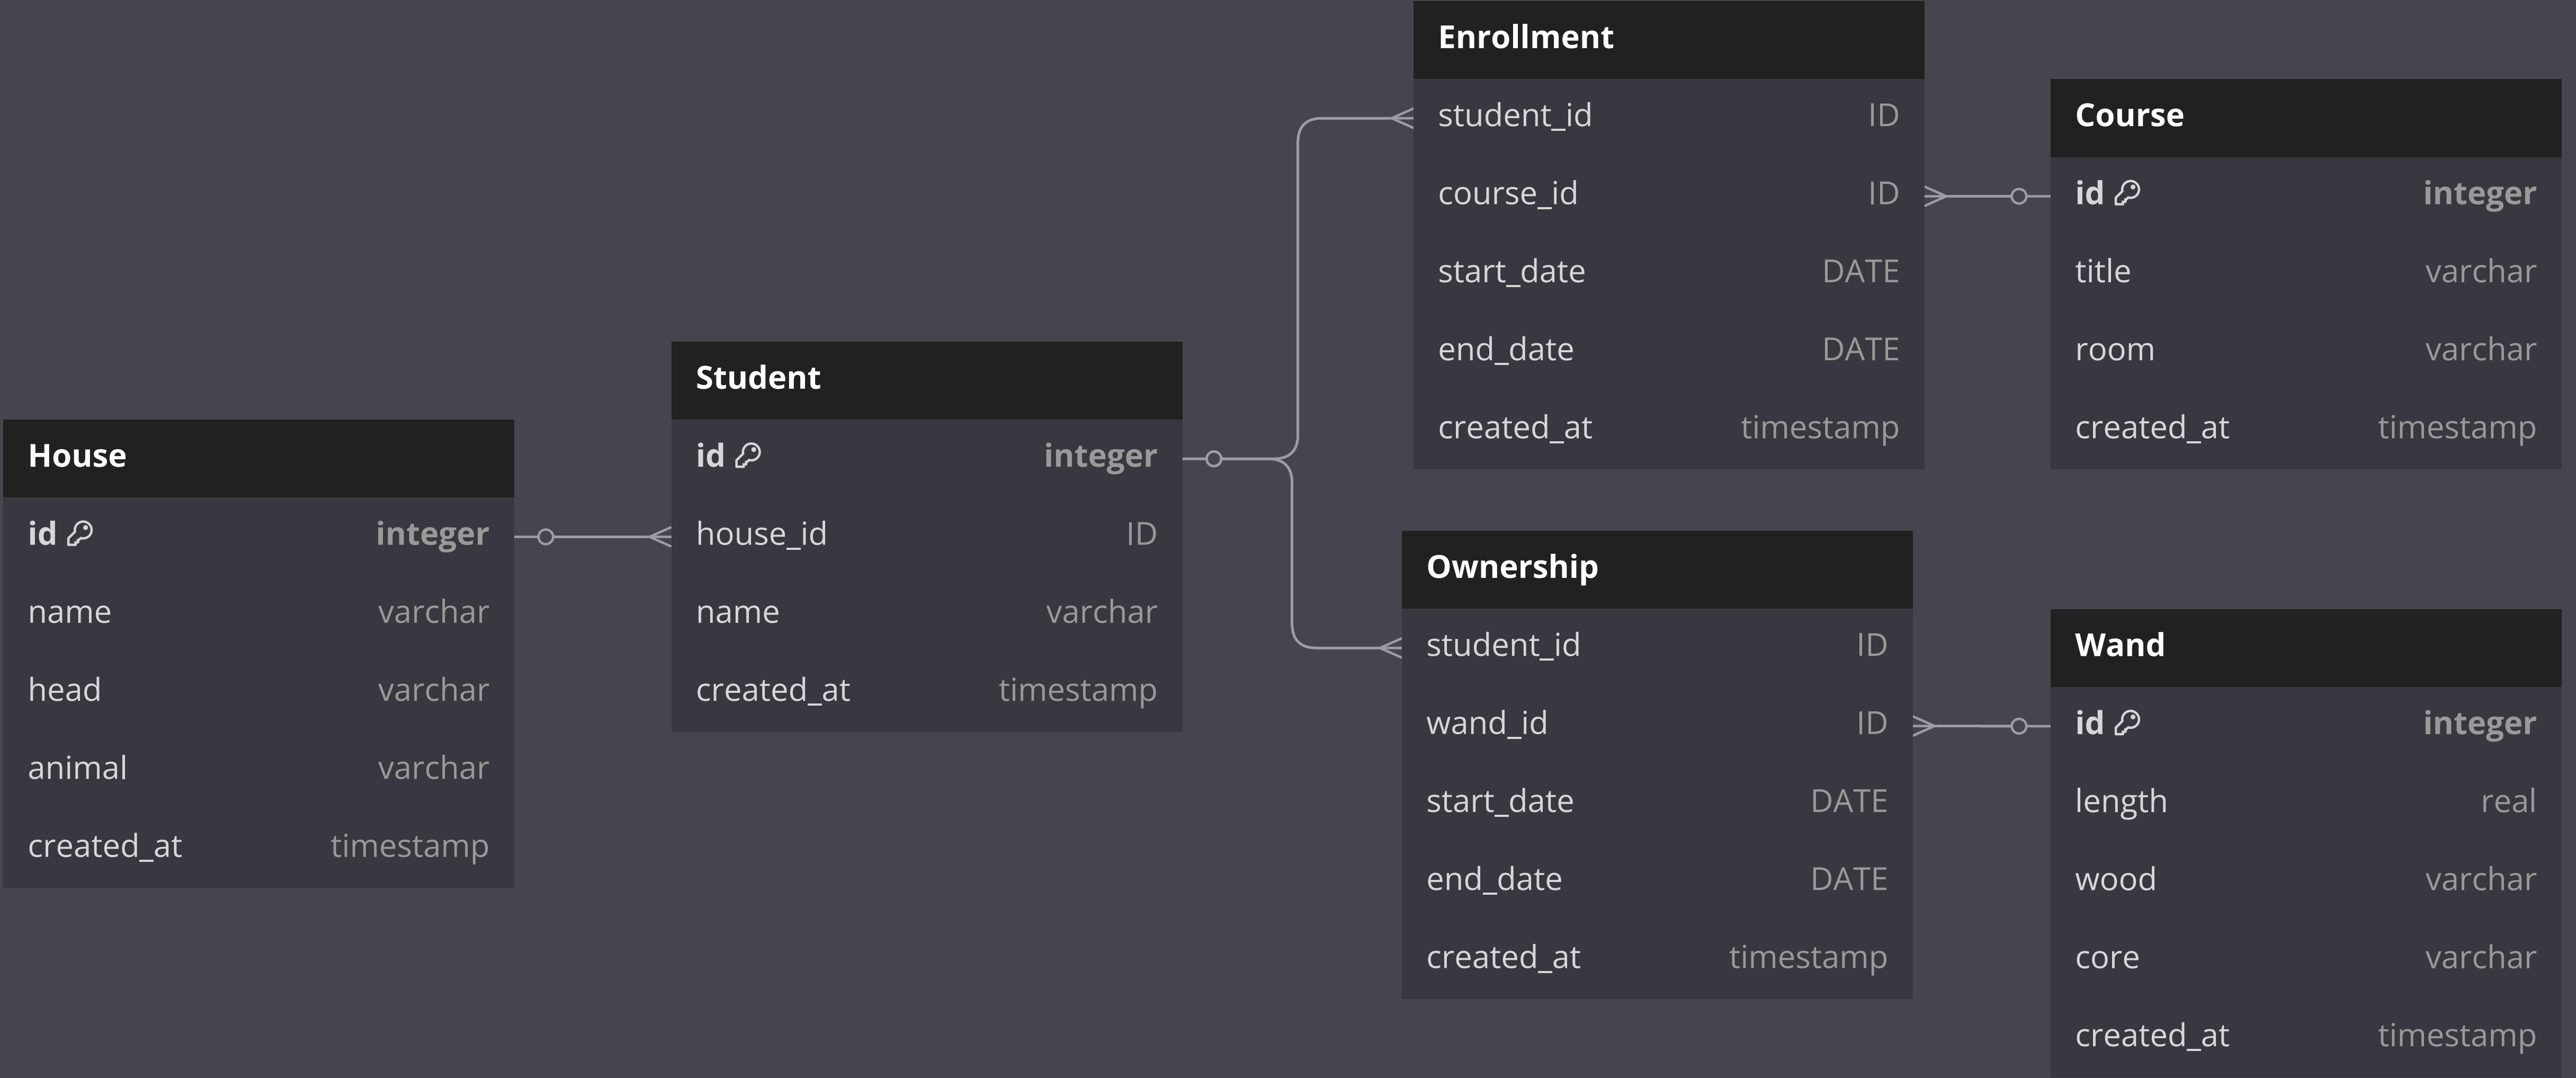 House
id integer
name varchar
head varchar
animal varchar
created_at timestamp
Student
id integer
house_id ID
name varchar
created_at timestamp
Enrollment
student_id ID
course_id ID
start_date DATE
end_date DATE
created_at timestamp
Course
id integer
title varchar
room varchar
created_at timestamp
Ownership
student_id ID
wand_id ID
start_date DATE
end_date DATE
created_at timestamp
Wand
id integer
length real
wood varchar
core varchar
created_at timestamp